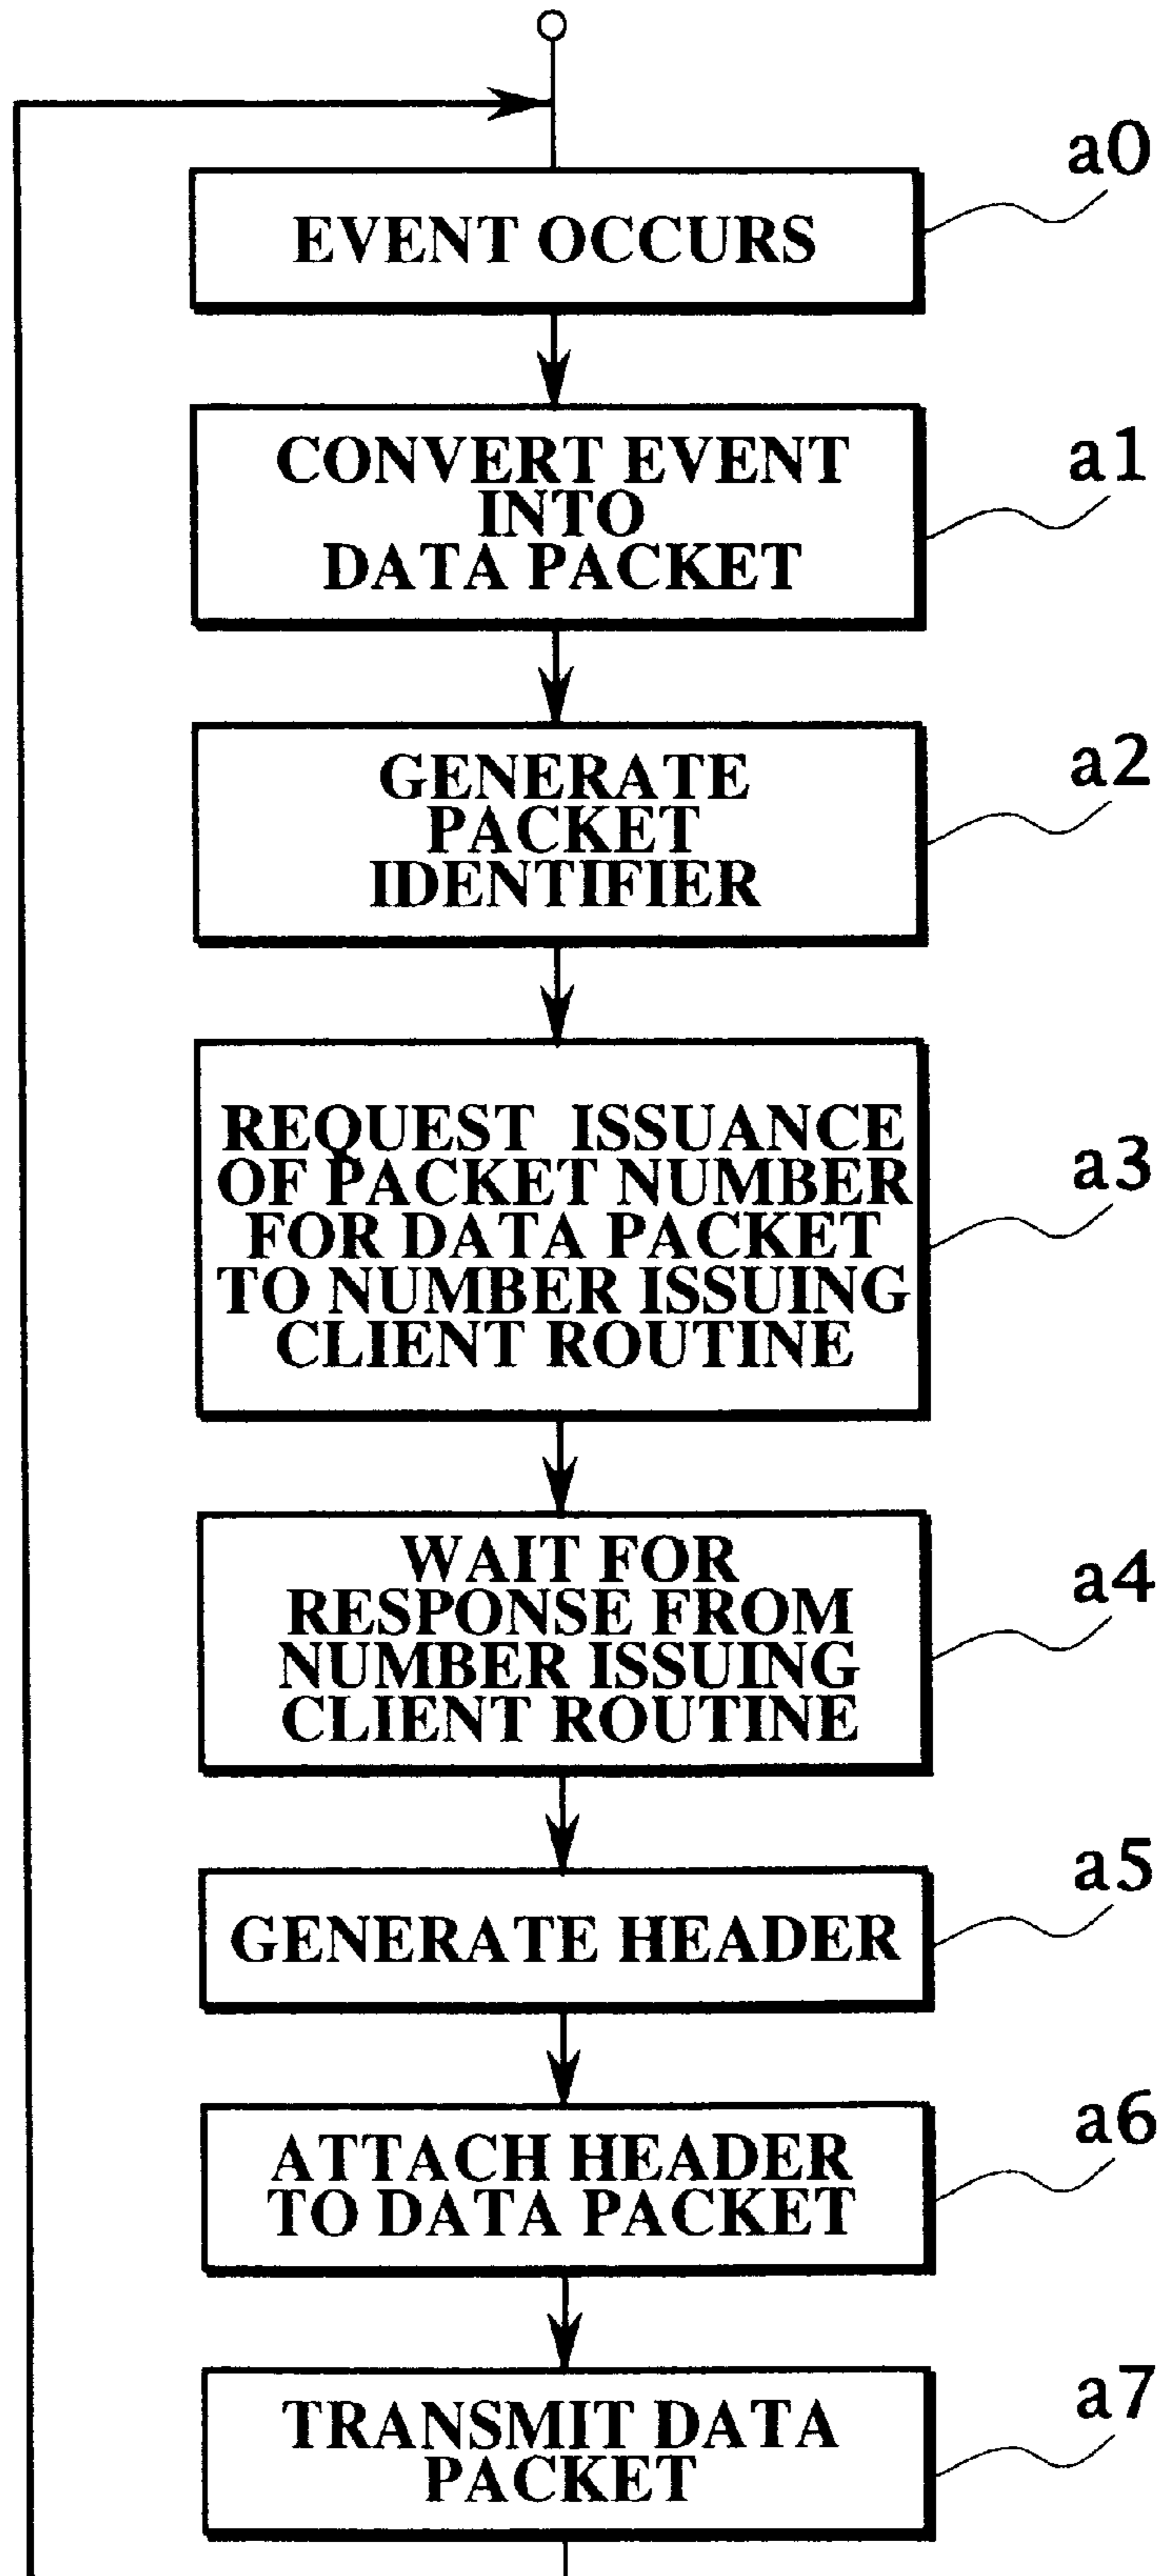 a0
EVENT OCCURS
a1
CONVERT EVENT
INTO
DATA PACKET
a2
GENERATE
PACKET
IDENTIFIER
a3
REQUEST ISSUANCE
OF PACKET NUMBER
FOR DATA PACKET
TO NUMBER ISSUING
CLIENT ROUTINE
a4
WAIT FOR
RESPONSE FROM
NUMBER ISSUING
CLIENT ROUTINE
a5
GENERATE HEADER
a6
ATTACH HEADER
TO DATA PACKET
a7
TRANSMIT DATA
PACKET